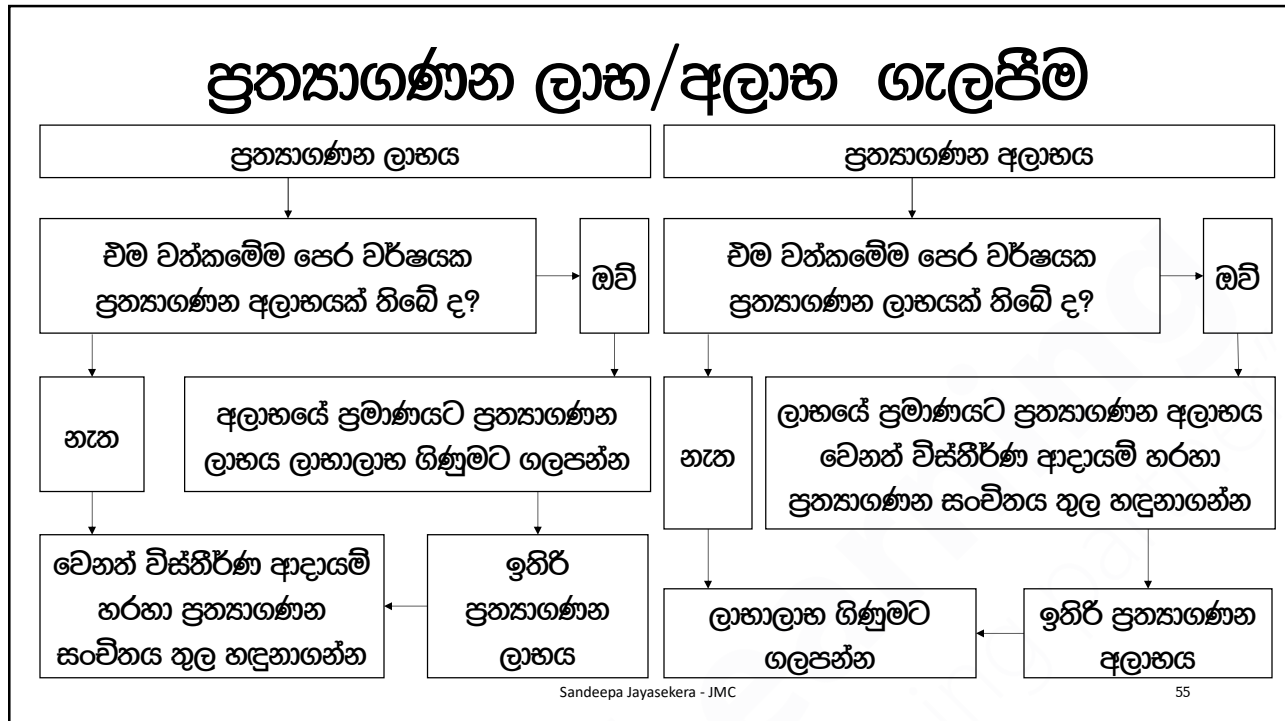 ප්‍රත්‍යාගණන ලාභ/අලාභ ගැලපීම
ප්‍රත්‍යාගණන ලාභය
එම වත්කමේම පෙර වර්ෂයක
ප්‍රත්‍යාගණන අලාභයක් තිබේ ද?
ඔව්
නැත
අලාභයේ ප්‍රමාණයට ප්‍රත්‍යාගණන
ලාභය ලාභාලාභ ගිණුමට ගලපන්න
වෙනත් විස්තීර්ණ ආදායම්
හරහා ප්‍රත්‍යාගණන
සංචිතය තුල හඳුනාගන්න
ඉතිරි
ප්‍රත්‍යාගණන
ලාභය
ප්‍රත්‍යාගණන අලාභය
එම වත්කමේම පෙර වර්ෂයක
ප්‍රත්‍යාගණන ලාභයක් තිබේ ද?
ඔව්
නැත
ලාභයේ ප්‍රමාණයට ප්‍රත්‍යාගණන අලාභය
වෙනත් විස්තීර්ණ ආදායම් හරහා
ප්‍රත්‍යාගණන සංචිතය තුල හඳුනාගන්න
ලාභාලාභ ගිණුමට
ගලපන්න
ඉතිරි ප්‍රත්‍යාගණන
අලාභය
Sandeepa Jayasekera - JMC
55